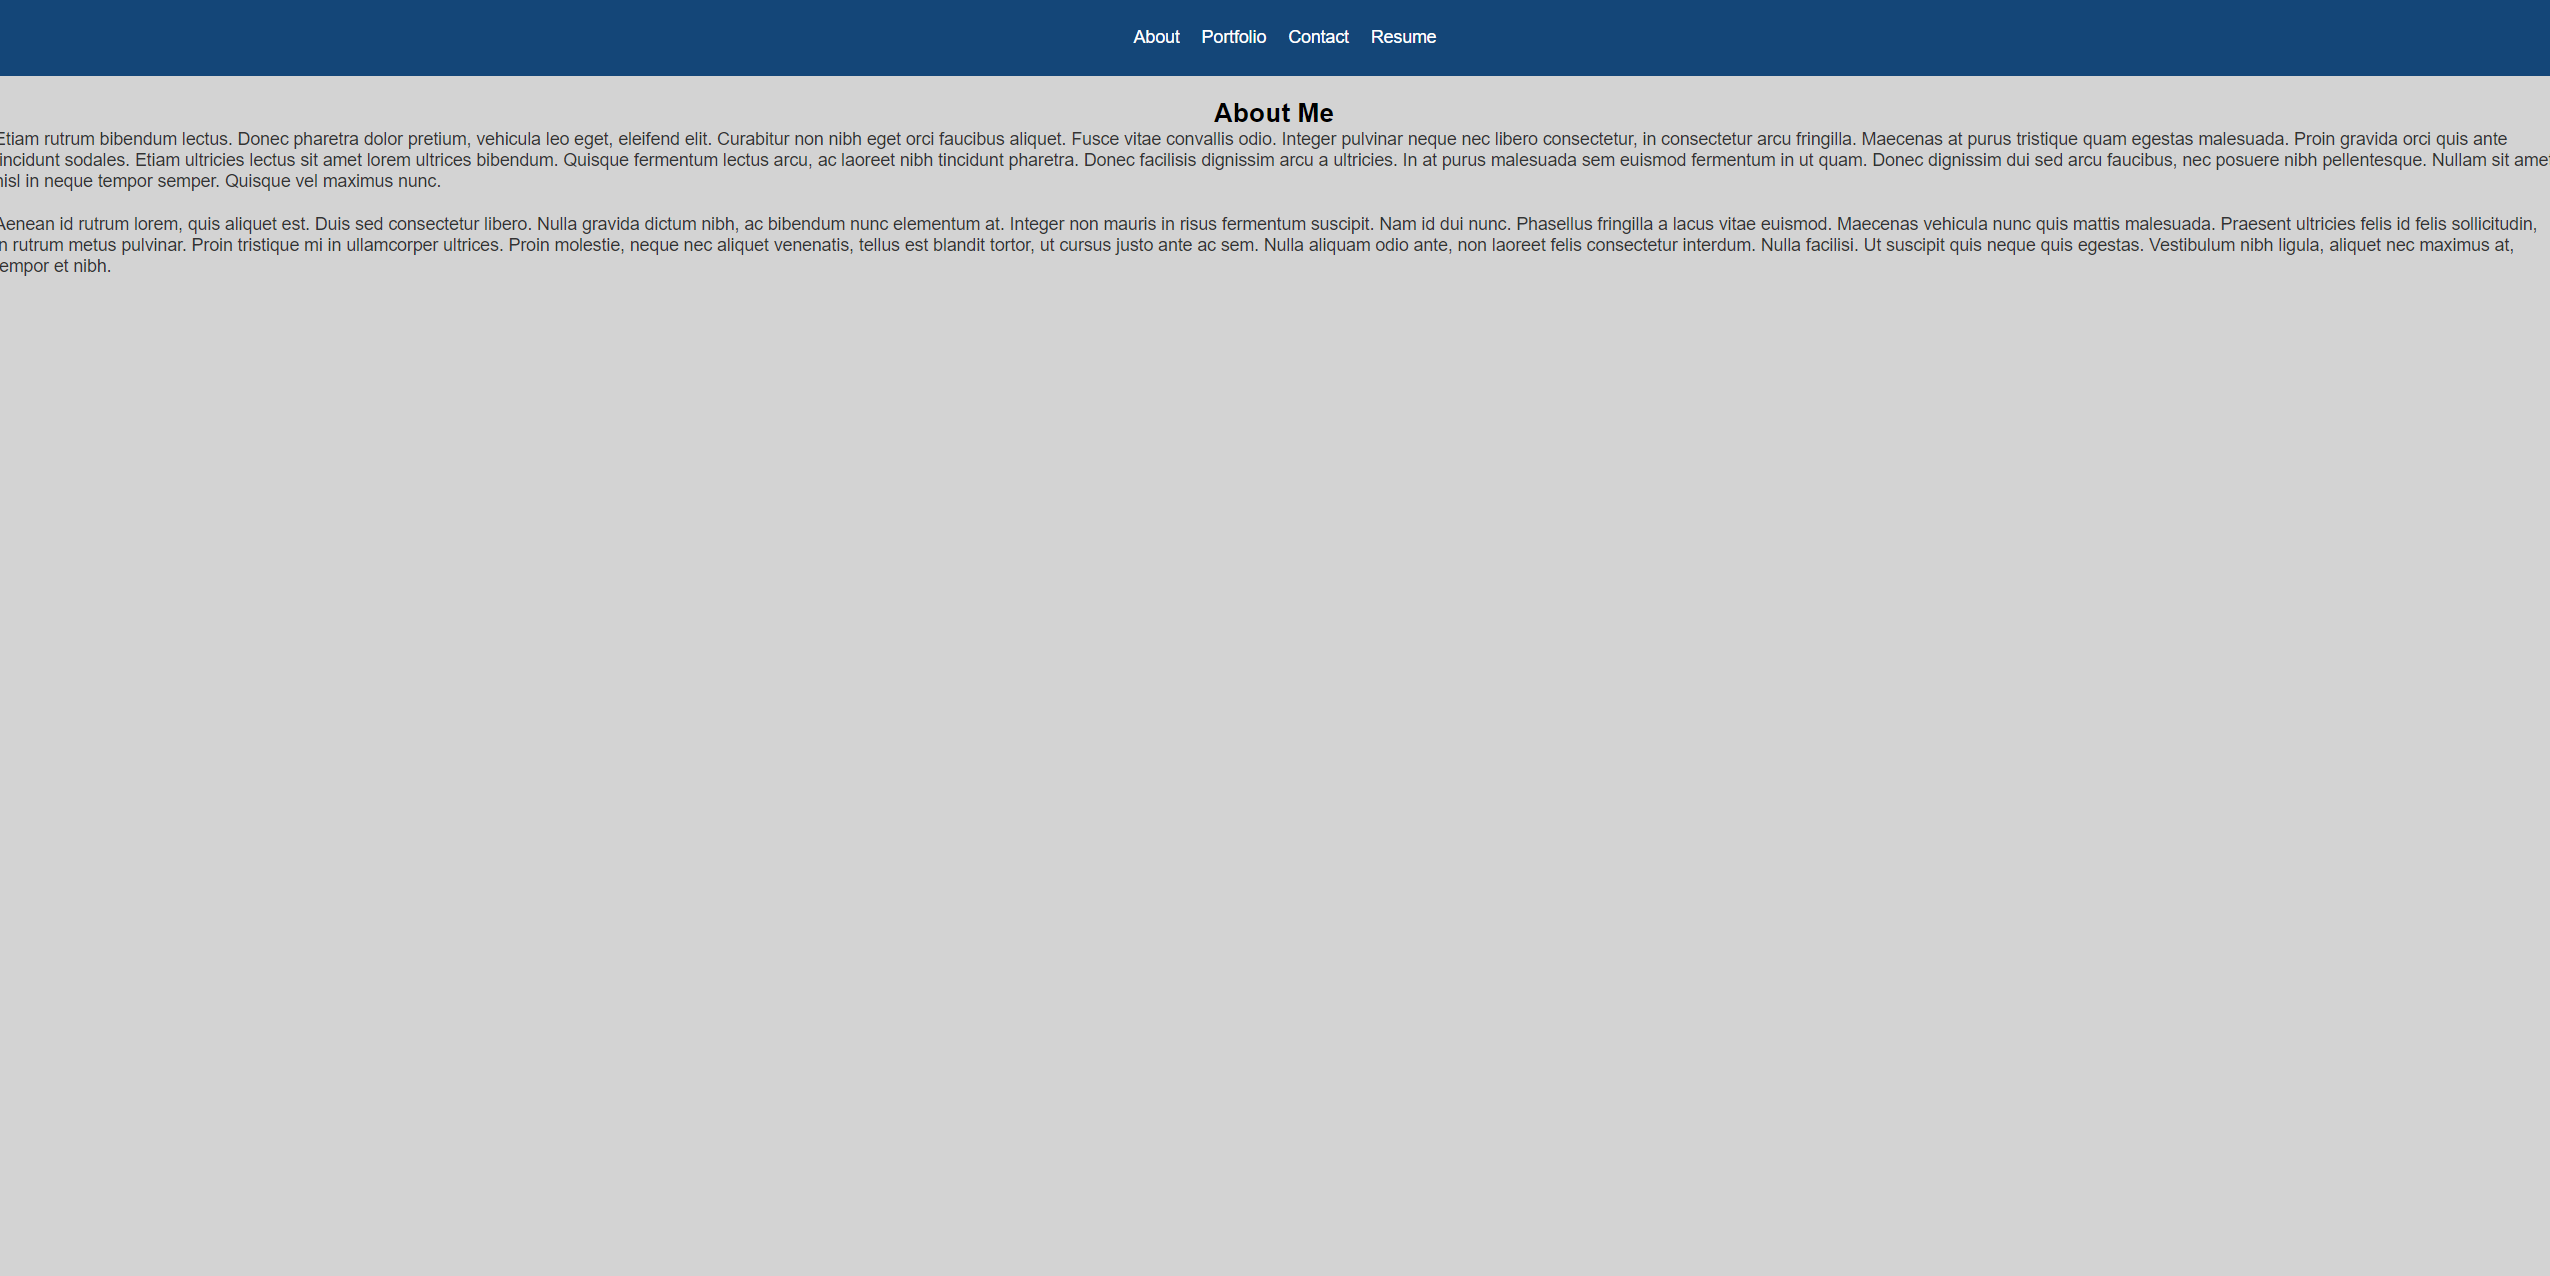 About Portfolio Contact Resume
About Me
Etiam rutrum bibendum lectus. Donec pharetra dolor pretium, vehicula leo eget, eleifend elit. Curabitur non nibh eget orci faucibus aliquet. Fusce vitae convallis odio. Integer pulvinar neque nec libero consectetur, in consectetur arcu fringilla. Maecenas at purus tristique quam egestas malesuada. Proin gravida orci quis ante
incidunt sodales. Etiam ultricies lectus sit amet lorem ultrices bibendum. Quisque fermentum lectus arcu, ac laoreet nibh tincidunt pharetra. Donec facilisis dignissim arcu a ultricies. In at purus malesuada sem euismod fermentum in ut quam. Donec dignissim dui sed arcu faucibus, nec posuere nibh pellentesque. Nullam sit amet
nisl in neque tempor semper. Quisque vel maximus nunc.
Aenean id rutrum lorem, quis aliquet est. Duis sed consectetur libero. Nulla gravida dictum nibh, ac bibendum nunc elementum at. Integer non mauris in risus fermentum suscipit. Nam id dui nunc. Phasellus fringilla a lacus vitae euismod. Maecenas vehicula nunc quis mattis malesuada. Praesent ultricies felis id felis sollicitudin,
in rutrum metus pulvinar. Proin tristique mi in ullamcorper ultrices. Proin molestie, neque nec aliquet venenatis, tellus est blandit tortor, ut cursus justo ante ac sem. Nulla aliquam odio ante, non laoreet felis consectetur interdum. Nulla facilisi. Ut suscipit quis neque quis egestas. Vestibulum nibh ligula, aliquet nec maximus at,
empor et nibh.